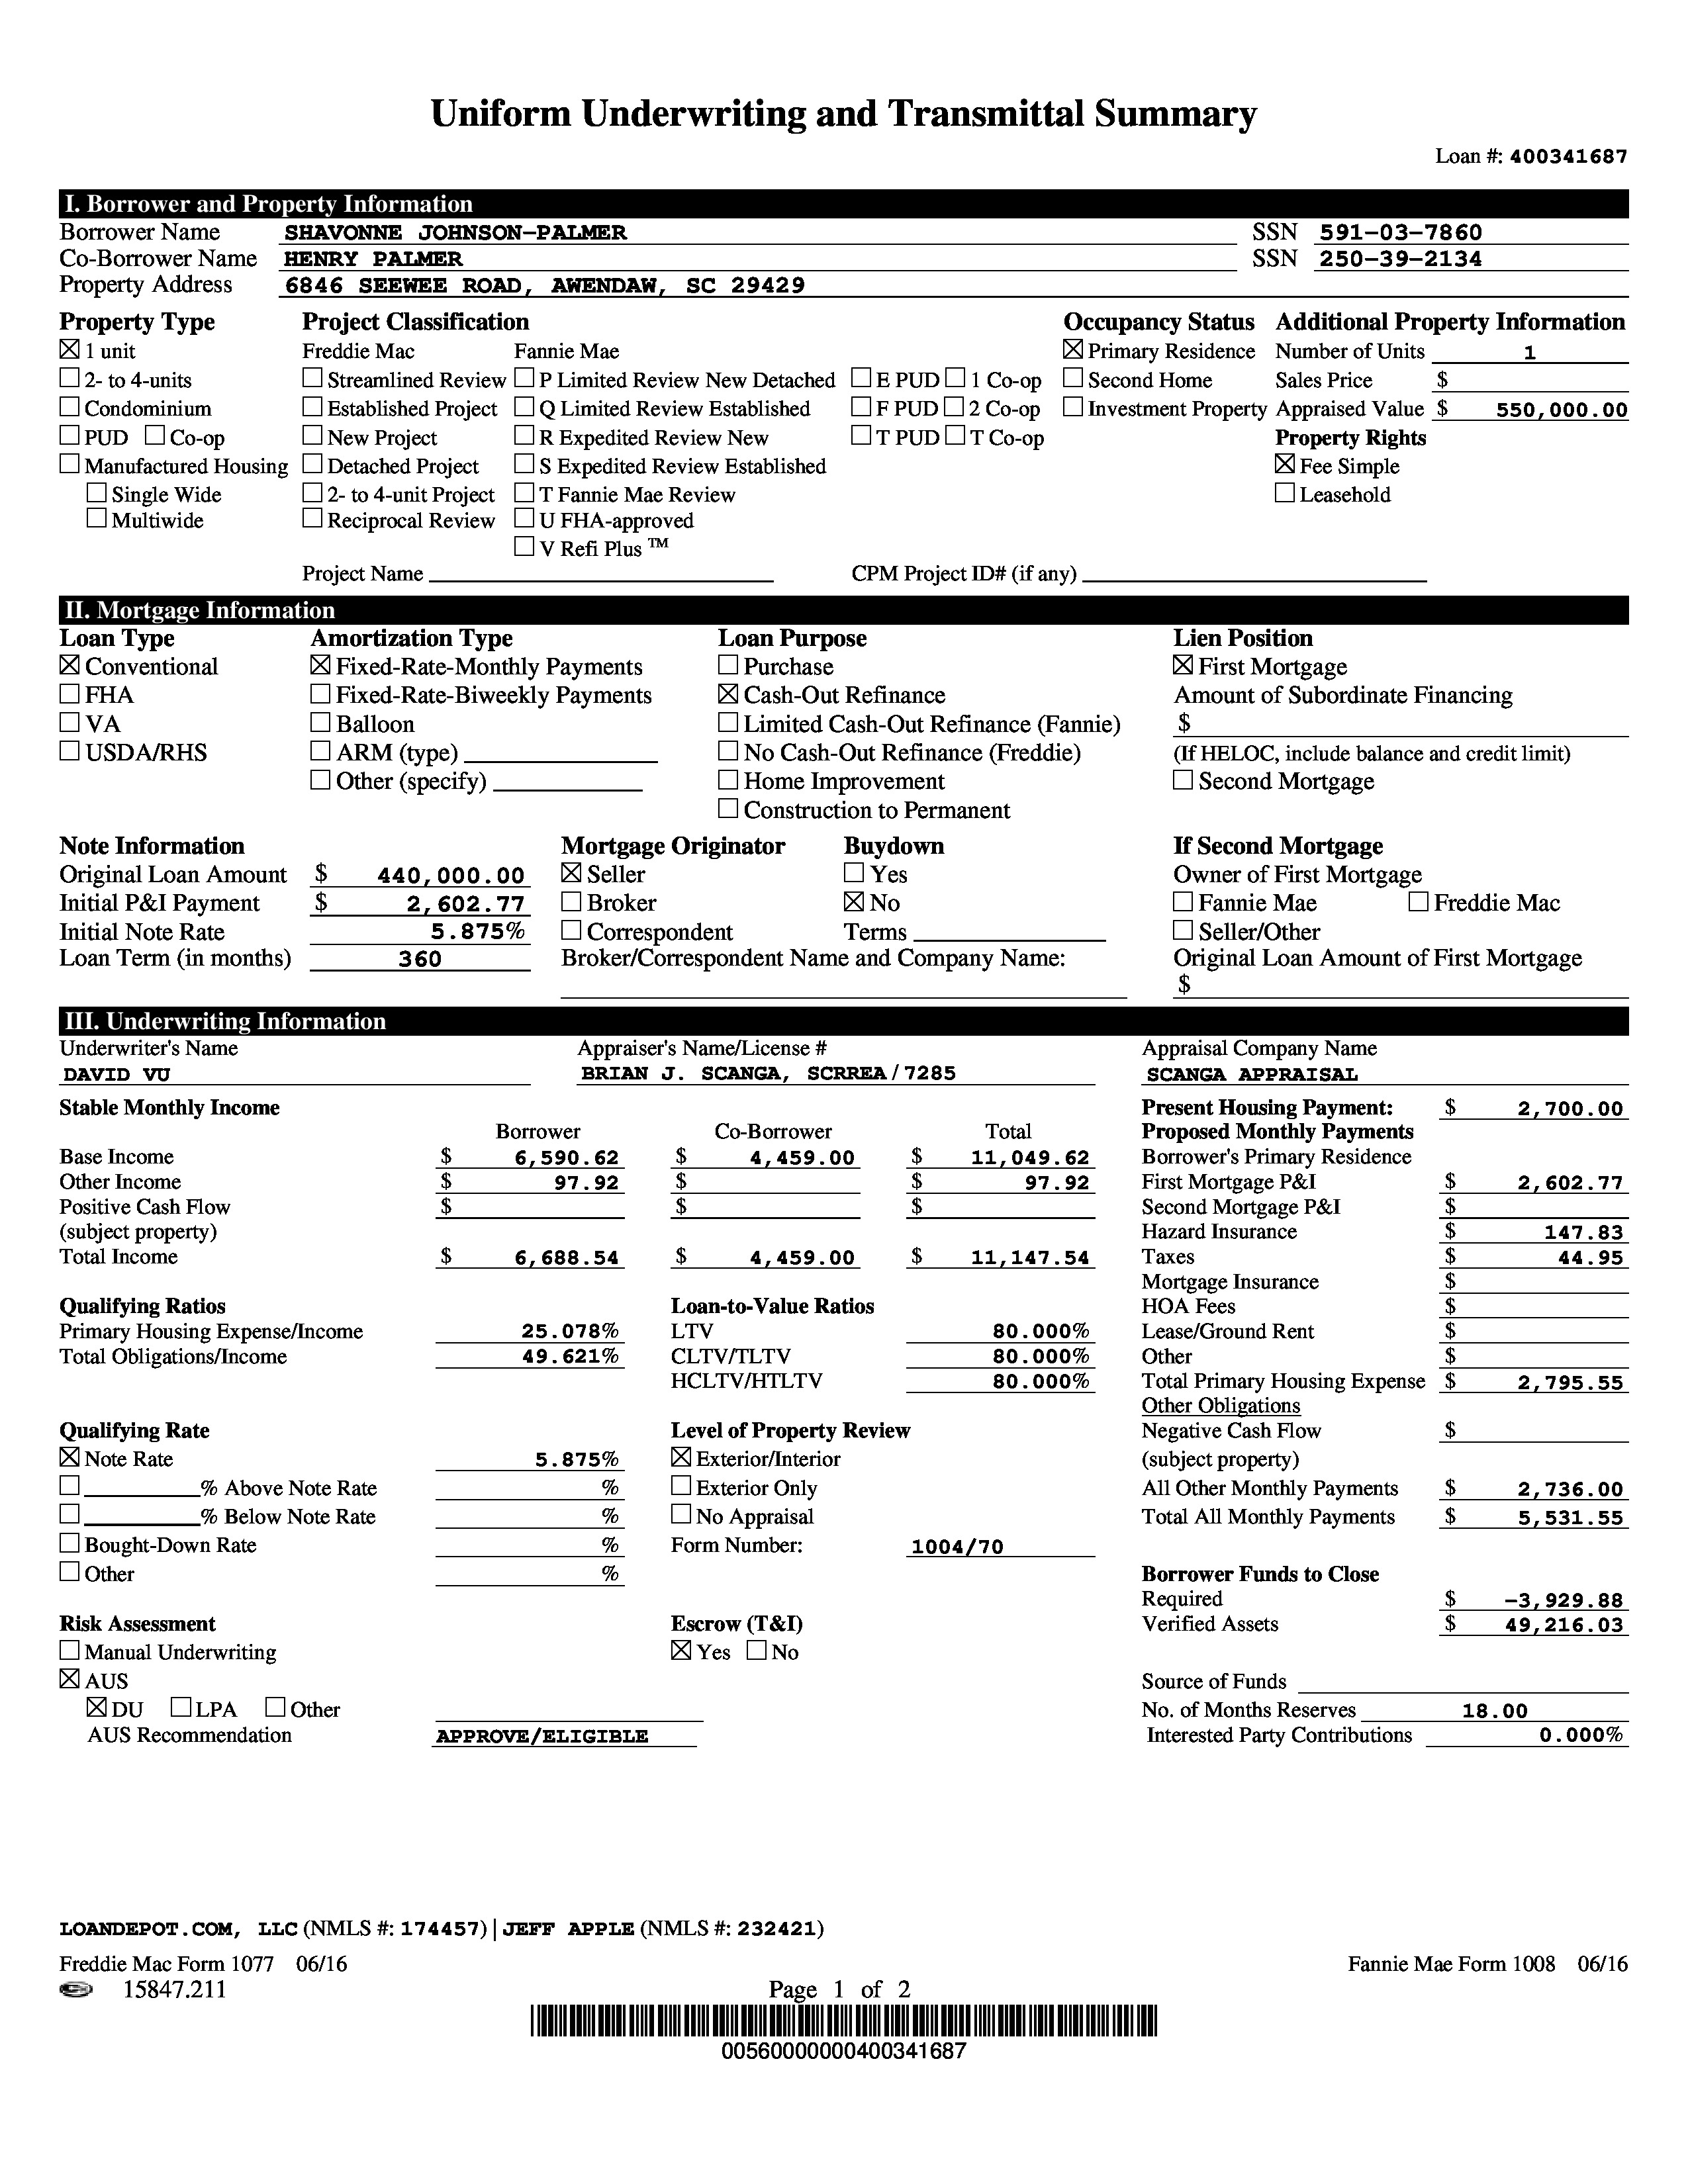 Uniform Underwriting and Transmittal Summary
Loan #: 400341687
I. Borrower and Property Information
Borrower Name SHAVONNE JOHNSON-PALMER SSN 591-03-7860
Co-Borrower Name HENRY PALMER SSN 250-39-2134
Property Address 6846 SEEWEE ROAD, AWENDAW, SC 29429
Property Type Project Classification Occupancy Status Additional Property Information
☒ 1 unit Freddie Mac Fannie Mae ☒ Primary Residence Number of Units 1
☐ 2- to 4-units ☐ Streamlined Review ☐ P Limited Review New Detached ☐ E PUD ☐ 1 Co-op ☐ Second Home Sales Price $
☐ Condominium ☐ Established Project ☐ Q Limited Review Established ☐ F PUD ☐ 2 Co-op ☐ Investment Property Appraised Value $ 550,000.00
☐ PUD ☐ Co-op ☐ New Project ☐ R Expedited Review New ☐ T PUD ☐ T Co-op Property Rights
☐ Manufactured Housing ☐ Detached Project ☐ S Expedited Review Established ☒ Fee Simple
☐ Single Wide ☐ 2- to 4-unit Project ☐ T Fannie Mae Review ☐ Leasehold
☐ Multiwide ☐ Reciprocal Review ☐ U FHA-approved
☐ V Refi Plus ™
Project Name CPM Project ID# (if any)
II. Mortgage Information
Loan Type Amortization Type Loan Purpose Lien Position
☒ Conventional ☒ Fixed-Rate-Monthly Payments ☐ Purchase ☒ First Mortgage
☐ FHA ☐ Fixed-Rate-Biweekly Payments ☒ Cash-Out Refinance Amount of Subordinate Financing
☐ VA ☐ Balloon ☐ Limited Cash-Out Refinance (Fannie) $
☐ USDA/RHS ☐ ARM (type) ☐ No Cash-Out Refinance (Freddie) (If HELOC, include balance and credit limit)
☐ Other (specify) ☐ Home Improvement ☐ Second Mortgage
☐ Construction to Permanent
Note Information Mortgage Originator Buydown If Second Mortgage
Original Loan Amount $ 440,000.00 ☒ Seller ☐ Yes Owner of First Mortgage
Initial P&I Payment $ 2,602.77 ☐ Broker ☒ No ☐ Fannie Mae ☐ Freddie Mac
Initial Note Rate 5.875% ☐ Correspondent Terms ☐ Seller/Other
Loan Term (in months) 360 Broker/Correspondent Name and Company Name: Original Loan Amount of First Mortgage
$
III. Underwriting Information
Underwriter's Name Appraiser's Name/License # Appraisal Company Name
DAVID VU BRIAN J. SCANGA, SCRREA/7285 SCANGA APPRAISAL
Stable Monthly Income Present Housing Payment: $ 2,700.00
Borrower Co-Borrower Total Proposed Monthly Payments
Base Income $ 6,590.62 $ 4,459.00 $ 11,049.62 Borrower's Primary Residence
Other Income $ 97.92 $ $ 97.92 First Mortgage P&I $ 2,602.77
Positive Cash Flow $ $ $ Second Mortgage P&I $
(subject property) Hazard Insurance $ 147.83
Total Income $ 6,688.54 $ 4,459.00 $ 11,147.54 Taxes $ 44.95
Mortgage Insurance $
Qualifying Ratios Loan-to-Value Ratios HOA Fees $
Primary Housing Expense/Income 25.078% LTV 80.000% Lease/Ground Rent $
Total Obligations/Income 49.621% CLTV/TLTV 80.000% Other $
HCLTV/HTLTV 80.000% Total Primary Housing Expense $ 2,795.55
Other Obligations
Qualifying Rate Level of Property Review Negative Cash Flow $
☒ Note Rate 5.875% ☒ Exterior/Interior (subject property)
☐ % Above Note Rate % ☐ Exterior Only All Other Monthly Payments $ 2,736.00
☐ % Below Note Rate % ☐ No Appraisal Total All Monthly Payments $ 5,531.55
☐ Bought-Down Rate % Form Number: 1004/70
☐ Other % Borrower Funds to Close
Required $ -3,929.88
Risk Assessment Escrow (T&I) Verified Assets $ 49,216.03
☐ Manual Underwriting ☒ Yes ☐ No
☒ AUS Source of Funds
☒ DU ☐ LPA ☐ Other No. of Months Reserves 18.00
AUS Recommendation APPROVE/ELIGIBLE Interested Party Contributions 0.000%
LOANDEPOT.COM, LLC (NMLS #: 174457) | JEFF APPLE (NMLS #: 232421)
Freddie Mac Form 1077 06/16 Fannie Mae Form 1008 06/16
15847.211 Page 1 of 2
00560000000400341687